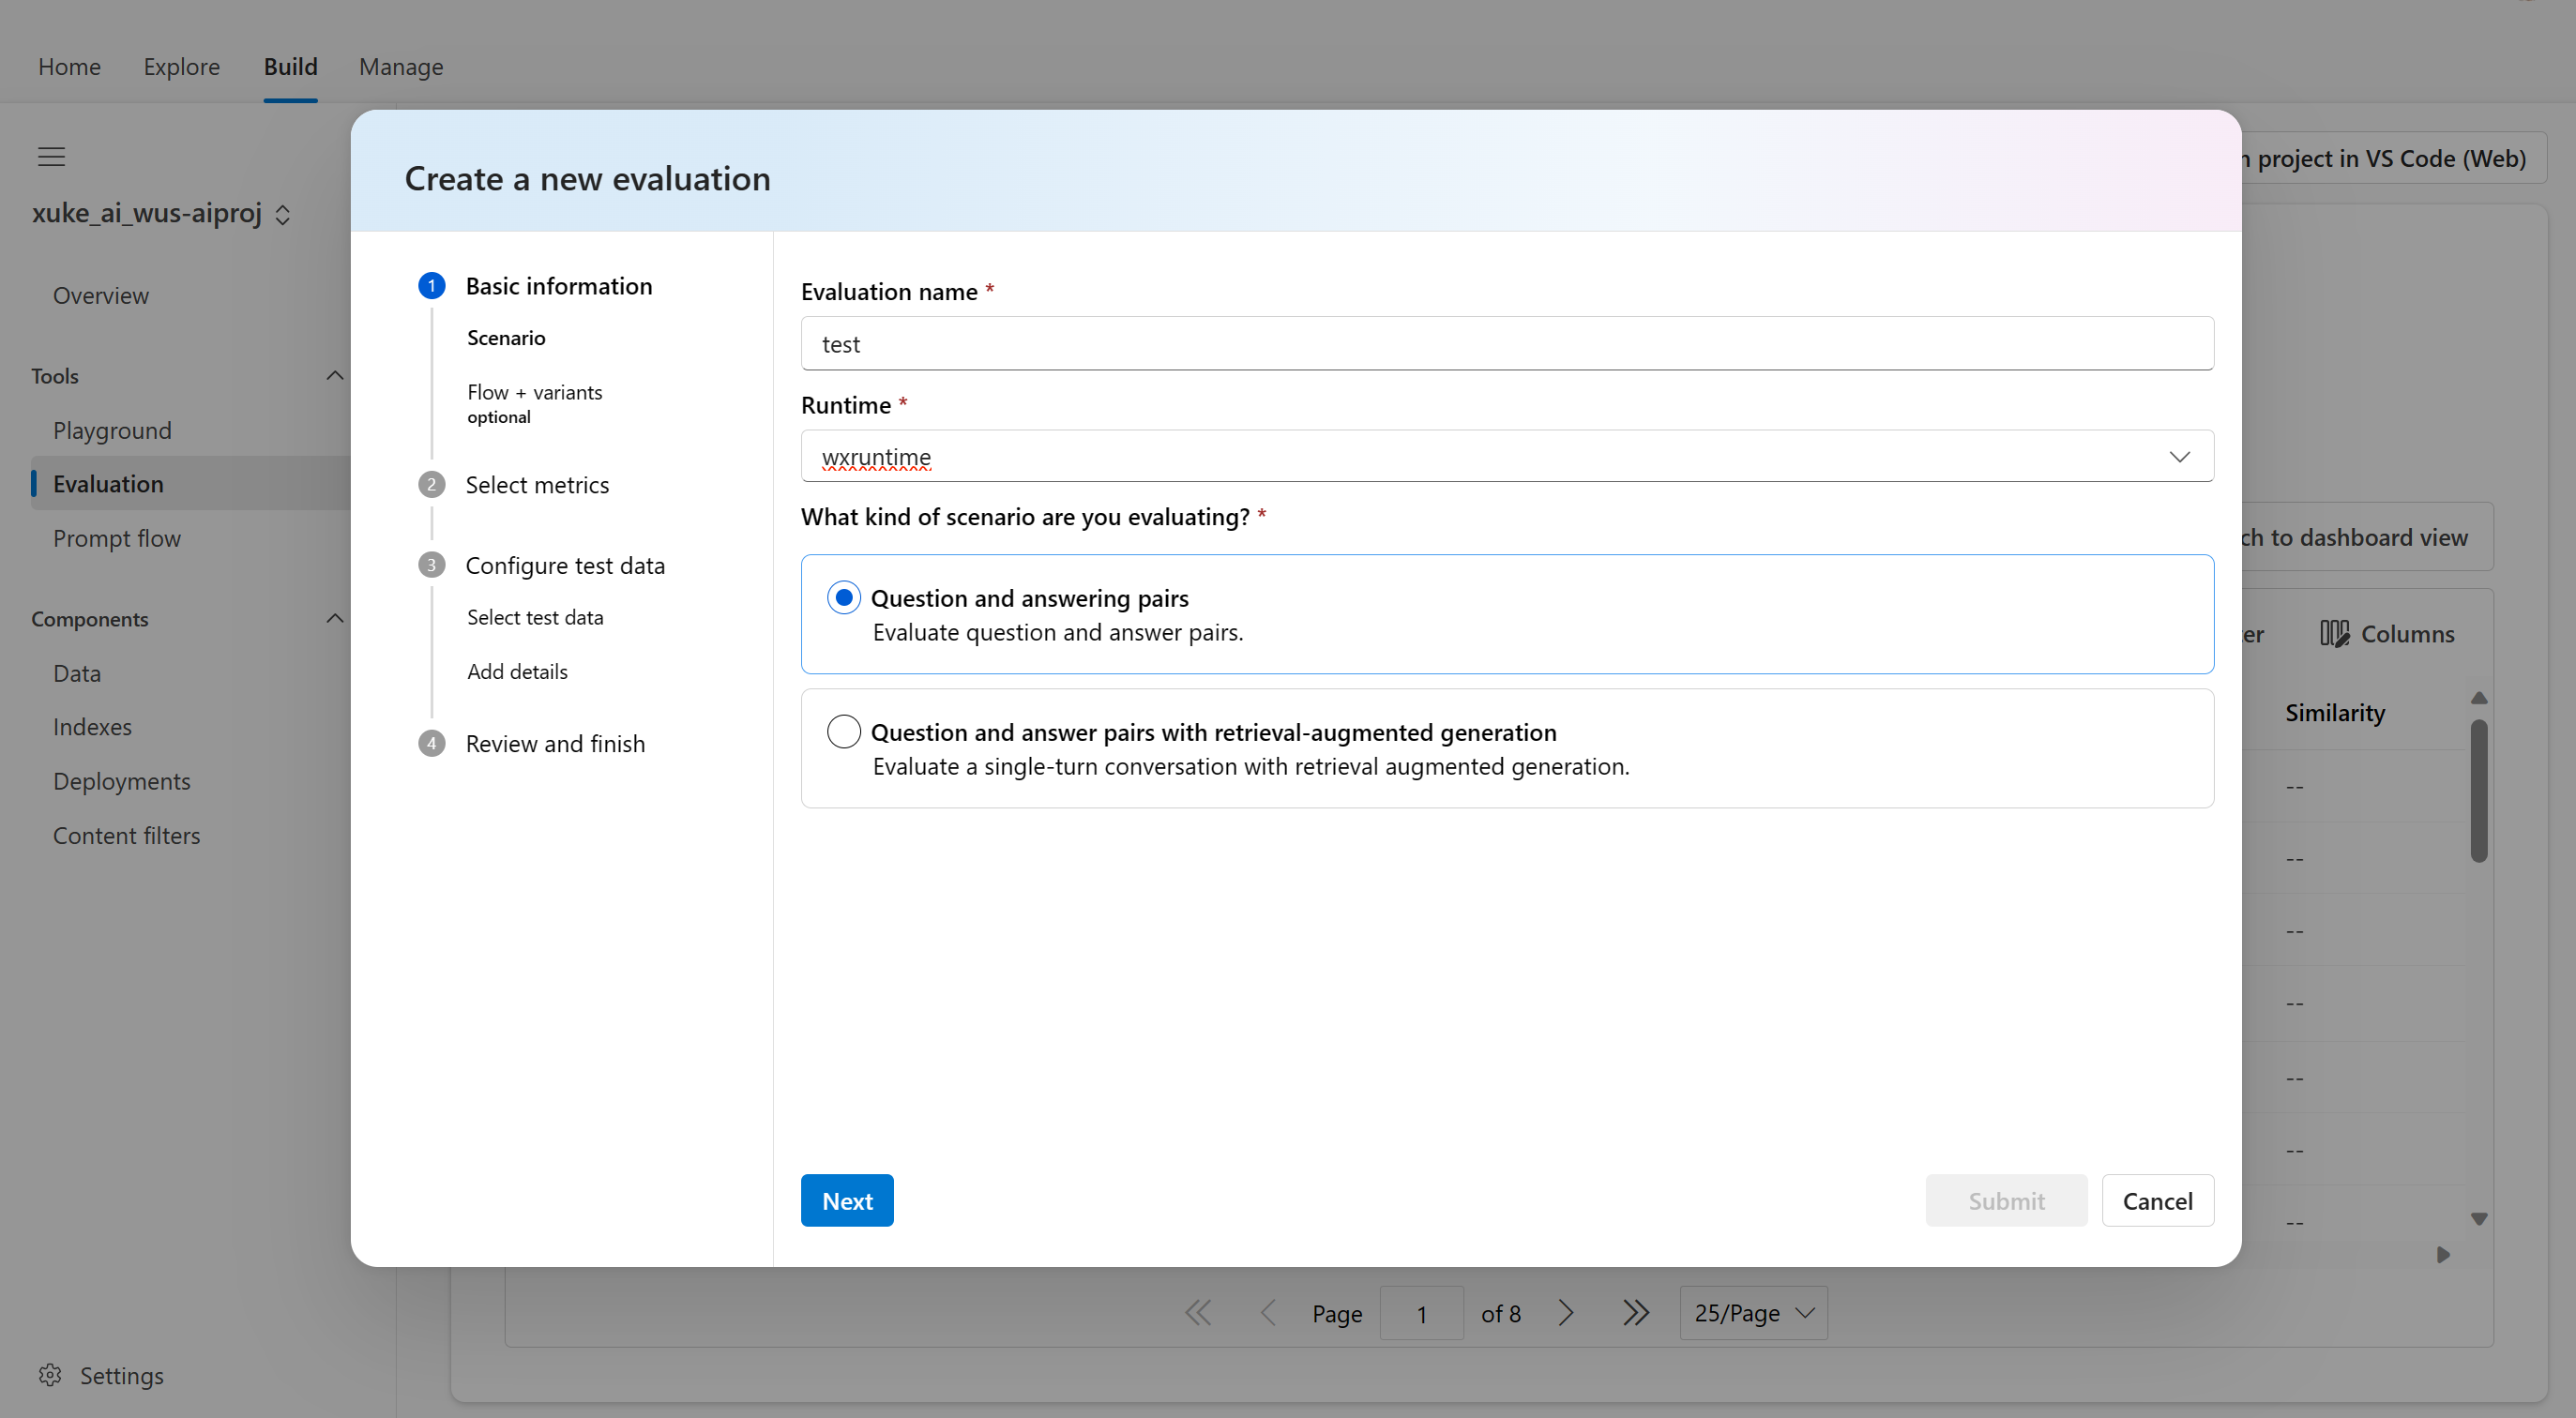 Home Explore Build Manage
xuke_ai_wus-aiproj
Overview
Tools
Playground
Evaluation
Prompt flow
Components
Data
Indexes
Deployments
Content filters
Settings
Create a new evaluation
1 Basic information
Scenario
Flow + variants
optional
2 Select metrics
3 Configure test data
Select test data
Add details
4 Review and finish
Evaluation name *
test
Runtime *
wxruntime
What kind of scenario are you evaluating? *
Question and answering pairs
Evaluate question and answer pairs.
Question and answer pairs with retrieval-augmented generation
Evaluate a single-turn conversation with retrieval augmented generation.
Next
Submit Cancel
project in VS Code (Web)
to dashboard view
Columns
Similarity
--
--
--
--
--
--
--
Page 1 of 8 25/Page